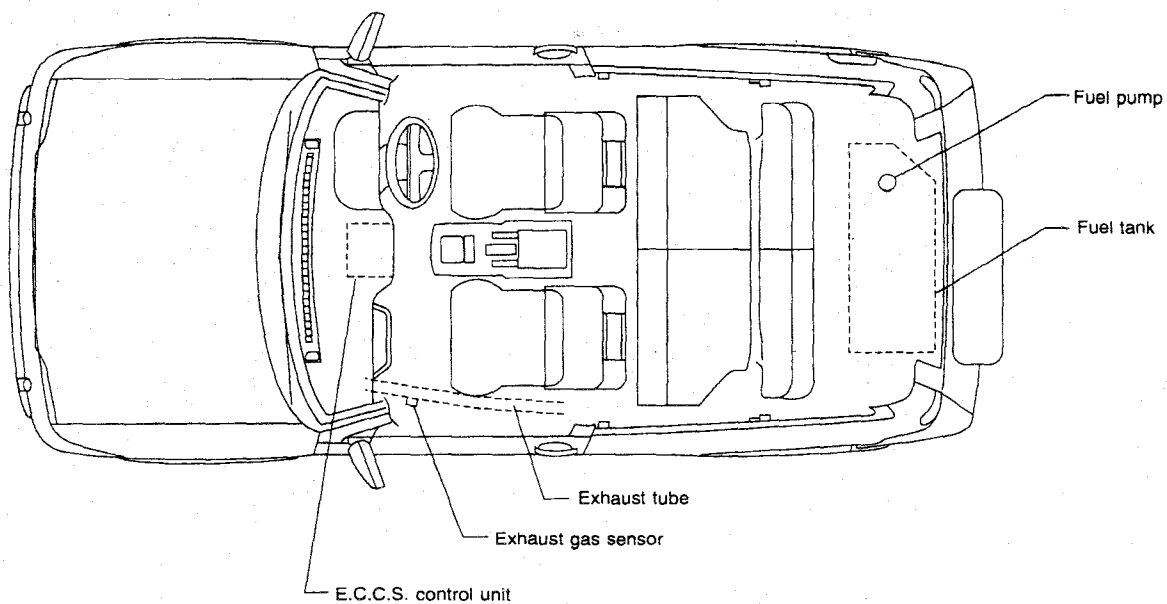 Fuel pump
Fuel tank
Exhaust tube
Exhaust gas sensor
E.C.C.S. control unit